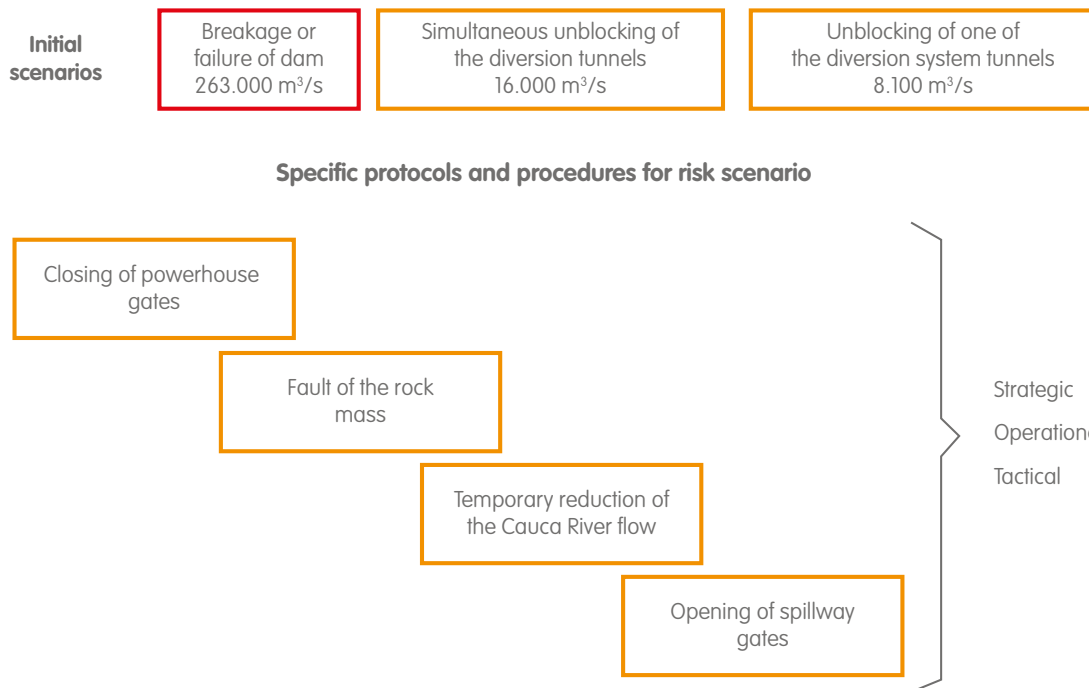 Initial
scenarios
Breakage or
failure of dam
263.000 m³/s
Simultaneous unblocking of
the diversion tunnels
16.000 m³/s
Unblocking of one of
the diversion system tunnels
8.100 m³/s
Specific protocols and procedures for risk scenario
Closing of powerhouse
gates
Fault of the rock
mass
Temporary reduction of
the Cauca River flow
Opening of spillway
gates
Strategic
Tactical